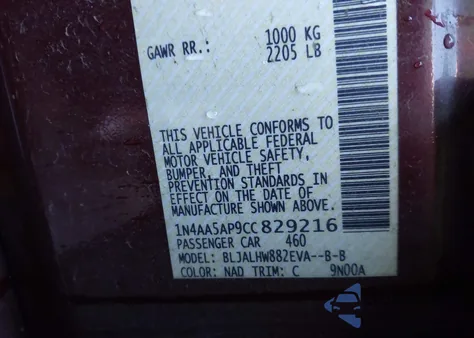 GAWR RR.: 1000 KG
2205 LB
THIS VEHICLE CONFORMS TO
ALL APPLICABLE FEDERAL
MOTOR VEHICLE SAFETY,
BUMPER, AND THEFT
PREVENTION STANDARDS IN
EFFECT ON THE DATE OF
MANUFACTURE SHOWN ABOVE.
1N4AA5AP9CC829216
PASSENGER CAR 460
MODEL: BLJALHW882EVA--B-B
COLOR: NAD TRIM: C 9N00A